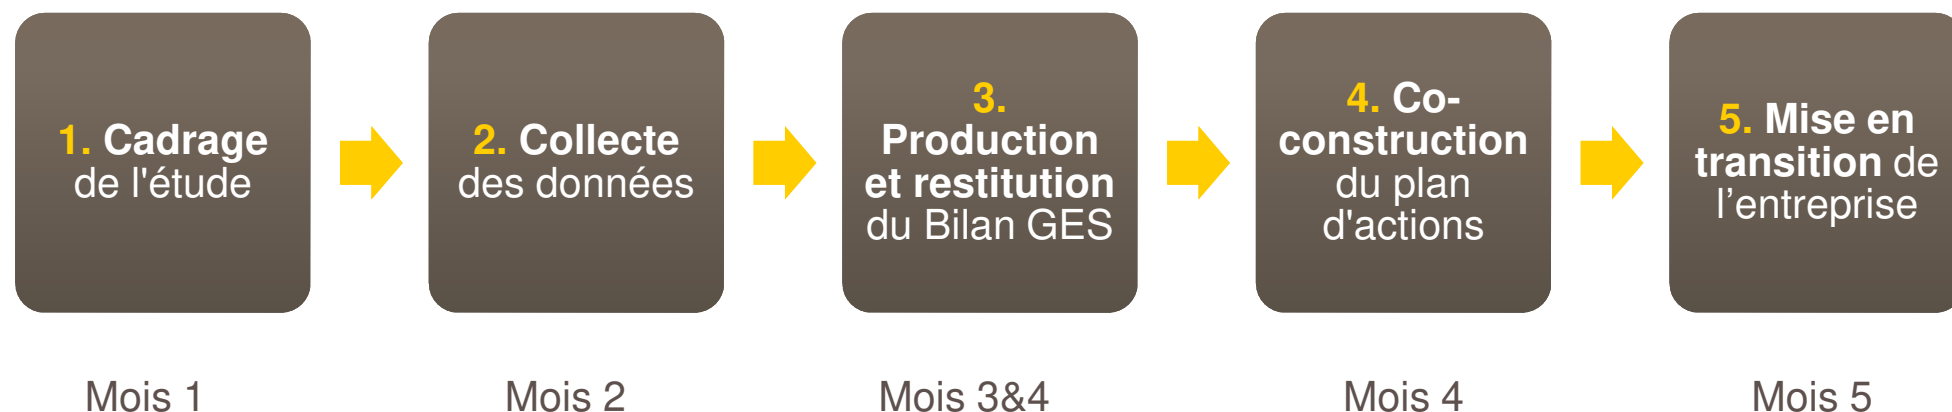 1. Cadrage
de l'étude
2. Collecte
des données
3.
Production
et restitution
du Bilan GES
4. Co-
construction
du plan
d'actions
5. Mise en
transition de
l’entreprise
Mois 1
Mois 2
Mois 3&4
Mois 4
Mois 5